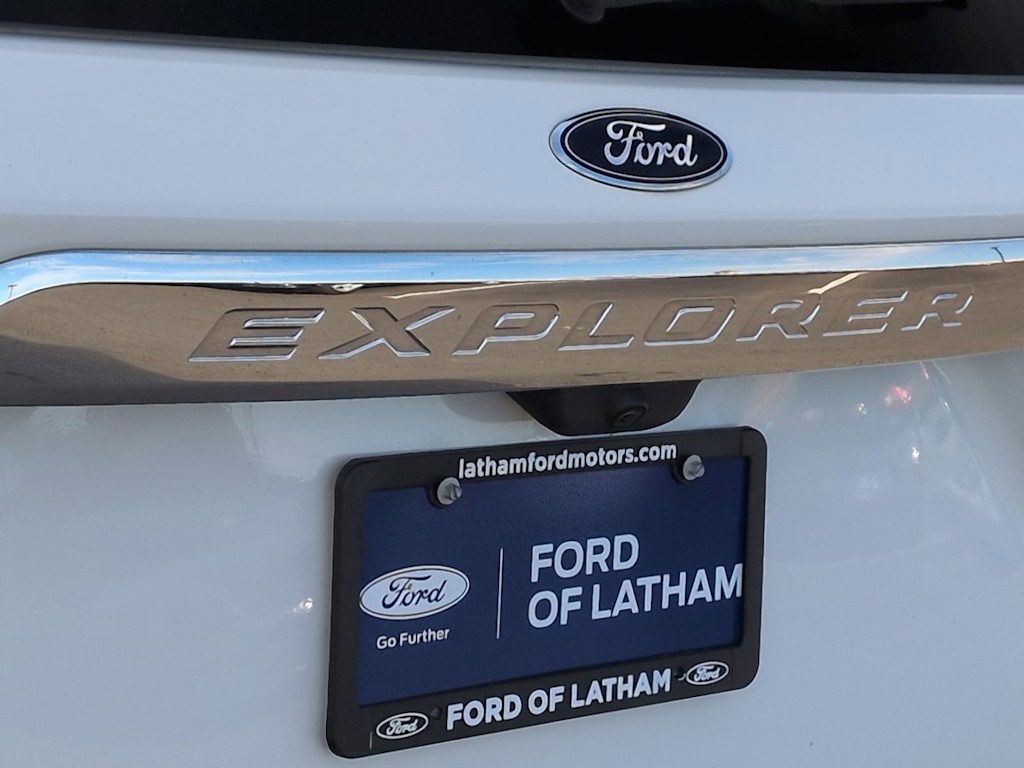 Ford
EXPLORER
lathamfordmotors.com
Ford
Go Further
FORD
OF LATHAM
Ford
FORD OF LATHAM
Ford